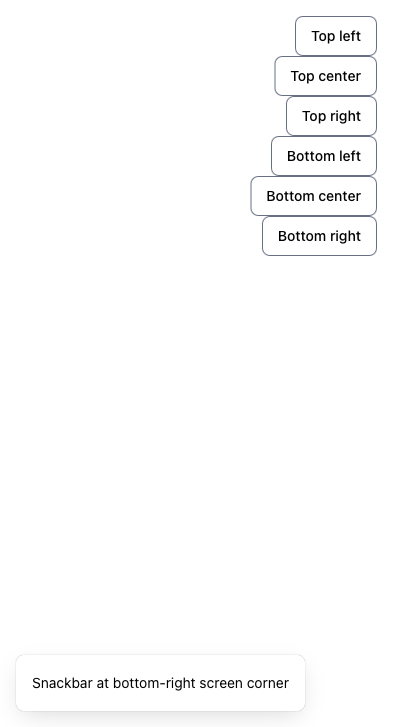 Top left
Top center
Top right
Bottom left
Bottom center
Bottom right
Snackbar at bottom-right screen corner